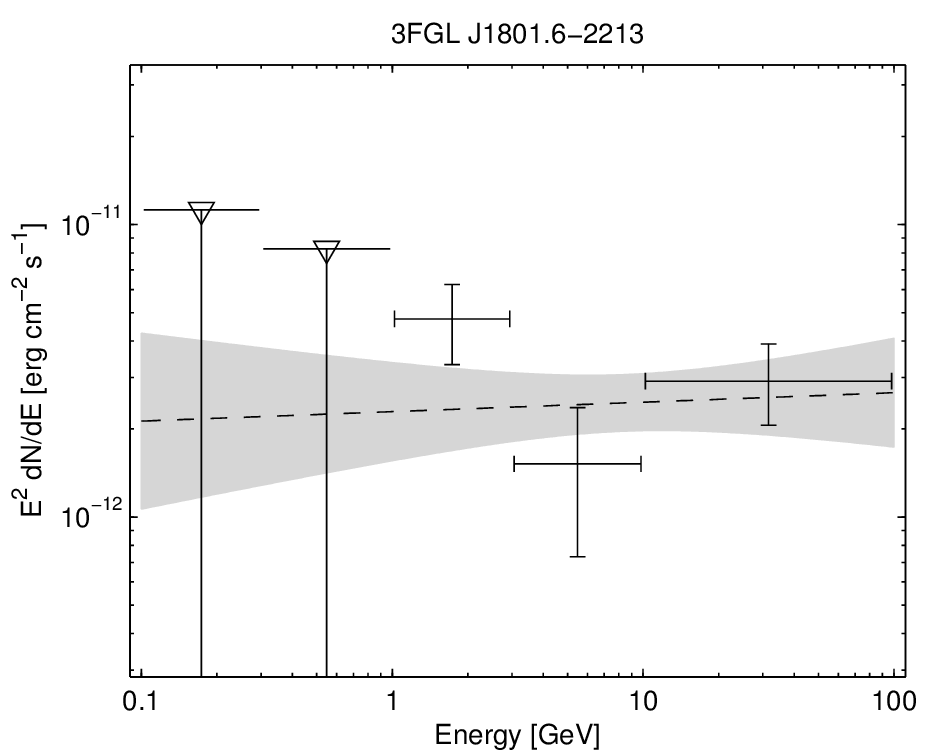 3FGL J1801.6−2213
E² dN/dE [erg cm⁻² s⁻¹]
10⁻¹¹
10⁻¹²
0.1 1 10 100
Energy [GeV]